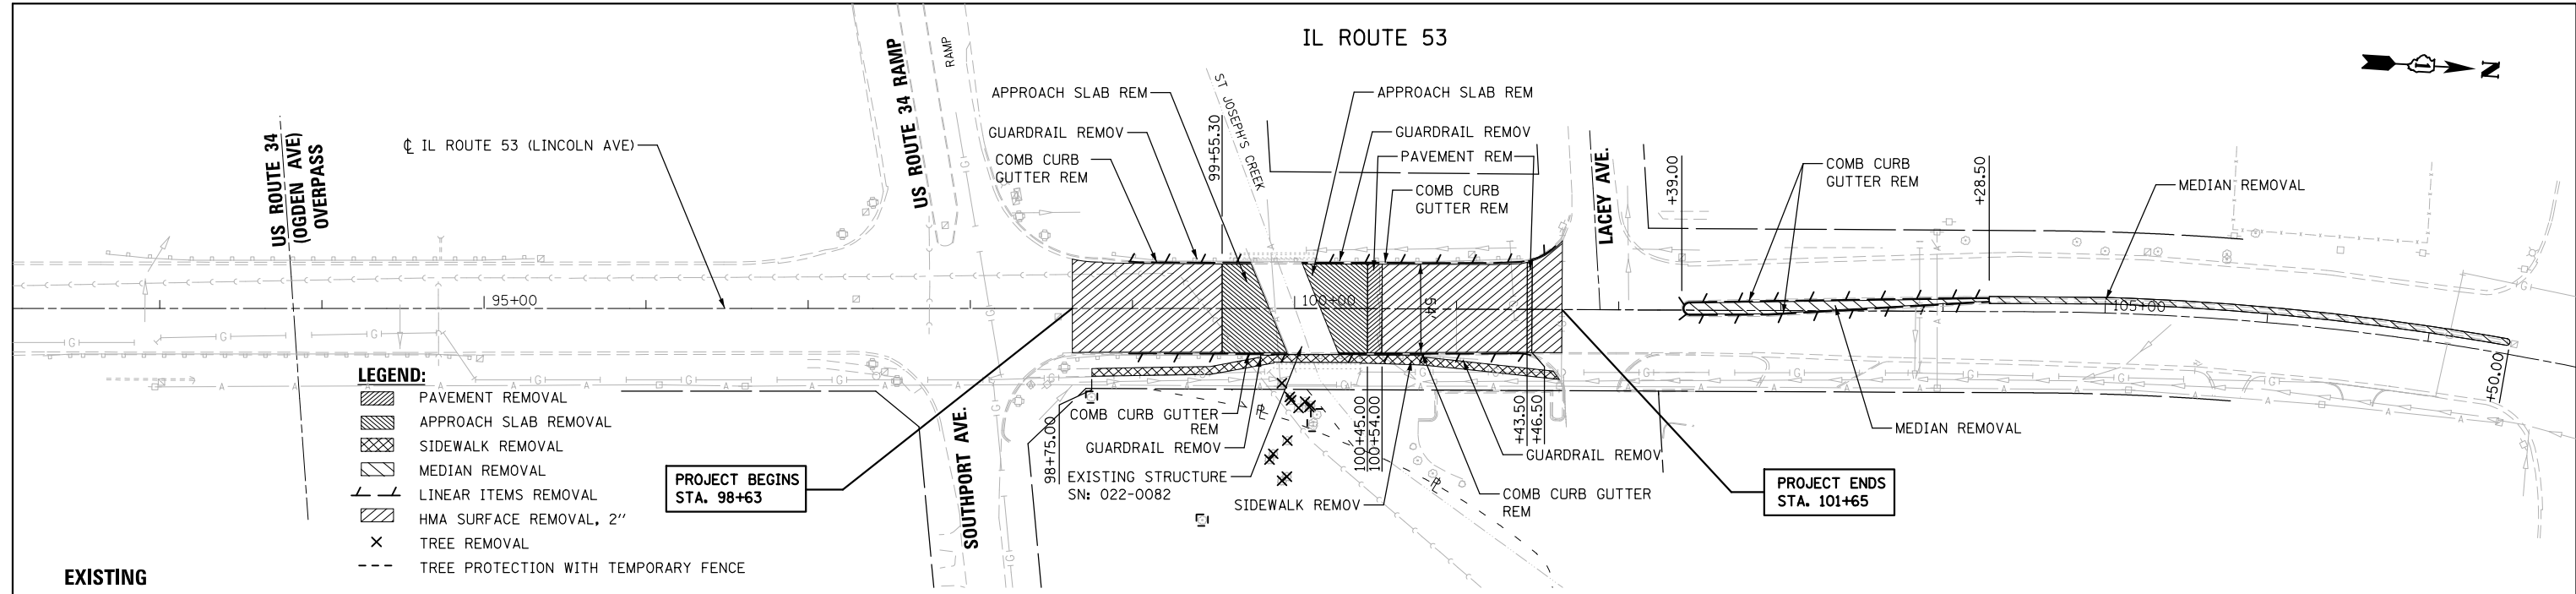 IL ROUTE 53
N
US ROUTE 34
(OGDEN AVE)
OVERPASS
℄ IL ROUTE 53 (LINCOLN AVE)
US ROUTE 34 RAMP
RAMP
ST JOSEPH'S CREEK
APPROACH SLAB REM
GUARDRAIL REMOV
COMB CURB
GUTTER REM
99+55.30
APPROACH SLAB REM
GUARDRAIL REMOV
PAVEMENT REM
COMB CURB
GUTTER REM
LACEY AVE.
+39.00
COMB CURB
GUTTER REM
+28.50
MEDIAN REMOVAL
95+00
100+00
54'
105+00
LEGEND:
PAVEMENT REMOVAL
APPROACH SLAB REMOVAL
SIDEWALK REMOVAL
MEDIAN REMOVAL
LINEAR ITEMS REMOVAL
HMA SURFACE REMOVAL, 2"
TREE REMOVAL
TREE PROTECTION WITH TEMPORARY FENCE
PROJECT BEGINS
STA. 98+63
SOUTHPORT AVE.
98+75.00
COMB CURB GUTTER
REM
GUARDRAIL REMOV
EXISTING STRUCTURE
SN: 022-0082
SIDEWALK REMOV
100+45.00
100+54.00
+43.50
+46.50
GUARDRAIL REMOV
COMB CURB GUTTER
REM
PROJECT ENDS
STA. 101+65
MEDIAN REMOVAL
+50.00
EXISTING